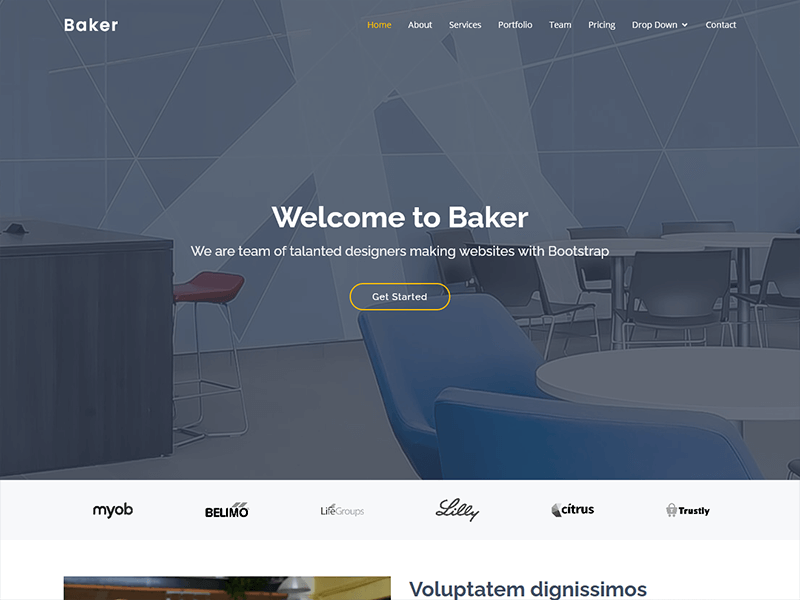 Baker
Home About Services Portfolio Team Pricing Drop Down Contact
Welcome to Baker
We are team of talanted designers making websites with Bootstrap
Get Started
myob BELIMO LifeGroups Lilly citrus Trustly
Voluptatem dignissimos